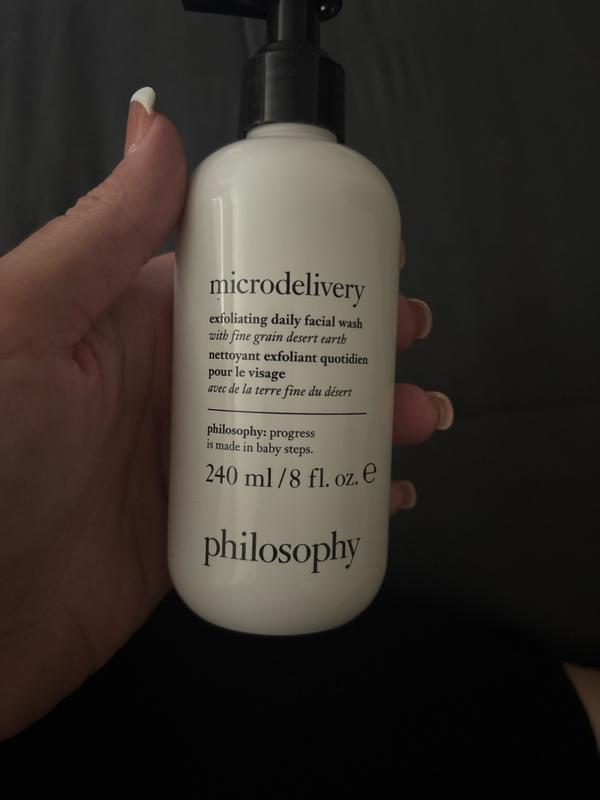 microdelivery
exfoliating daily facial wash
with fine grain desert earth
nettoyant exfoliant quotidien
pour le visage
avec de la terre fine du désert
philosophy: progress
is made in baby steps.
240 ml/8 fl. oz. ℮
philosophy